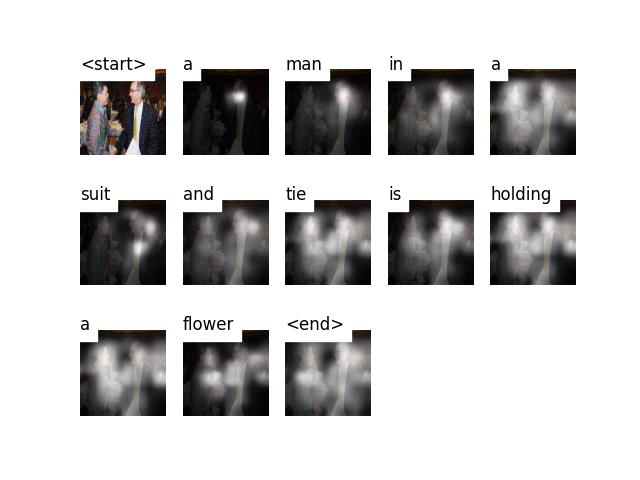 <start> a man in a
suit and tie is holding
a flower <end>